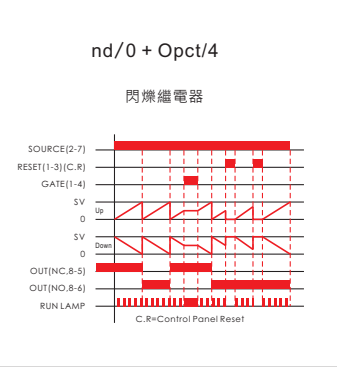 nd/0 + Opct/4
閃爍繼電器
SOURCE(2-7)
RESET(1-3)(C.R)
GATE(1-4)
SV
Up
0
SV
Down
0
OUT(NC,8-5)
OUT(NO,8-6)
RUN LAMP
C.R=Control Panel Reset